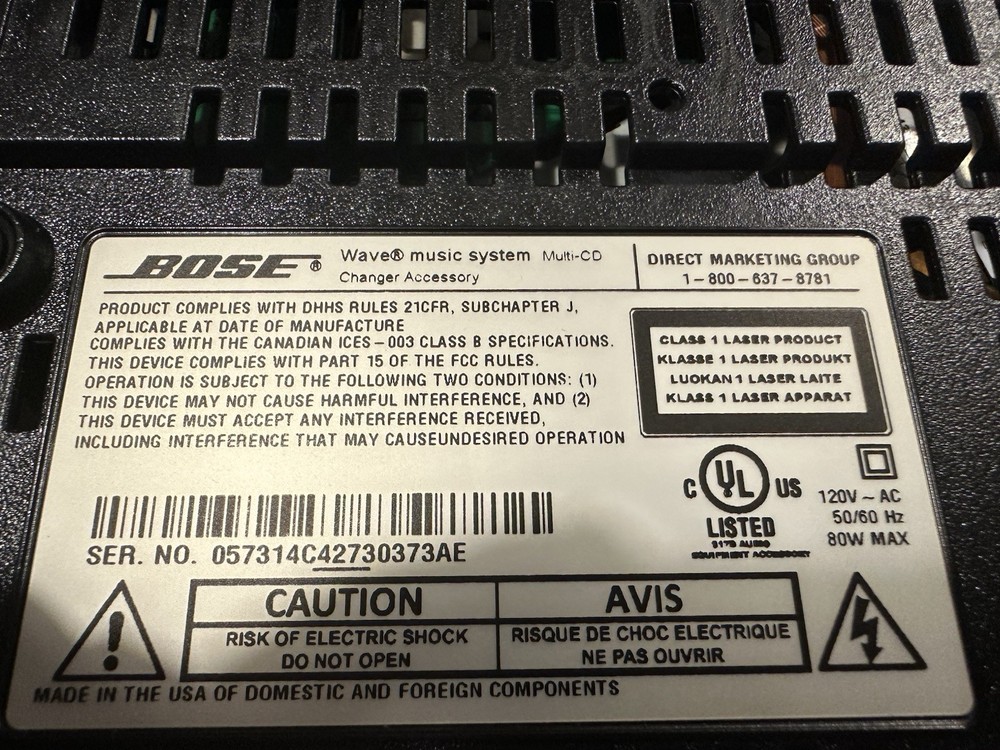 BOSE® Wave® music system Multi-CD
Changer Accessory
DIRECT MARKETING GROUP
1-800-637-8781
PRODUCT COMPLIES WITH DHHS RULES 21CFR, SUBCHAPTER J,
APPLICABLE AT DATE OF MANUFACTURE
COMPLIES WITH THE CANADIAN ICES-003 CLASS B SPECIFICATIONS.
THIS DEVICE COMPLIES WITH PART 15 OF THE FCC RULES.
OPERATION IS SUBJECT TO THE FOLLOWING TWO CONDITIONS: (1)
THIS DEVICE MAY NOT CAUSE HARMFUL INTERFERENCE, AND (2)
THIS DEVICE MUST ACCEPT ANY INTERFERENCE RECEIVED,
INCLUDING INTERFERENCE THAT MAY CAUSEUNDESIRED OPERATION
CLASS 1 LASER PRODUCT
KLASSE 1 LASER PRODUKT
LUOKAN 1 LASER LAITE
KLASS 1 LASER APPARAT
C UL US
LISTED
317B AUDIO
EQUIPMENT ACCESSORY
120V ~ AC
50/60 Hz
80W MAX
SER. NO. 057314C42730373AE
CAUTION
RISK OF ELECTRIC SHOCK
DO NOT OPEN
AVIS
RISQUE DE CHOC ELECTRIQUE
NE PAS OUVRIR
MADE IN THE USA OF DOMESTIC AND FOREIGN COMPONENTS